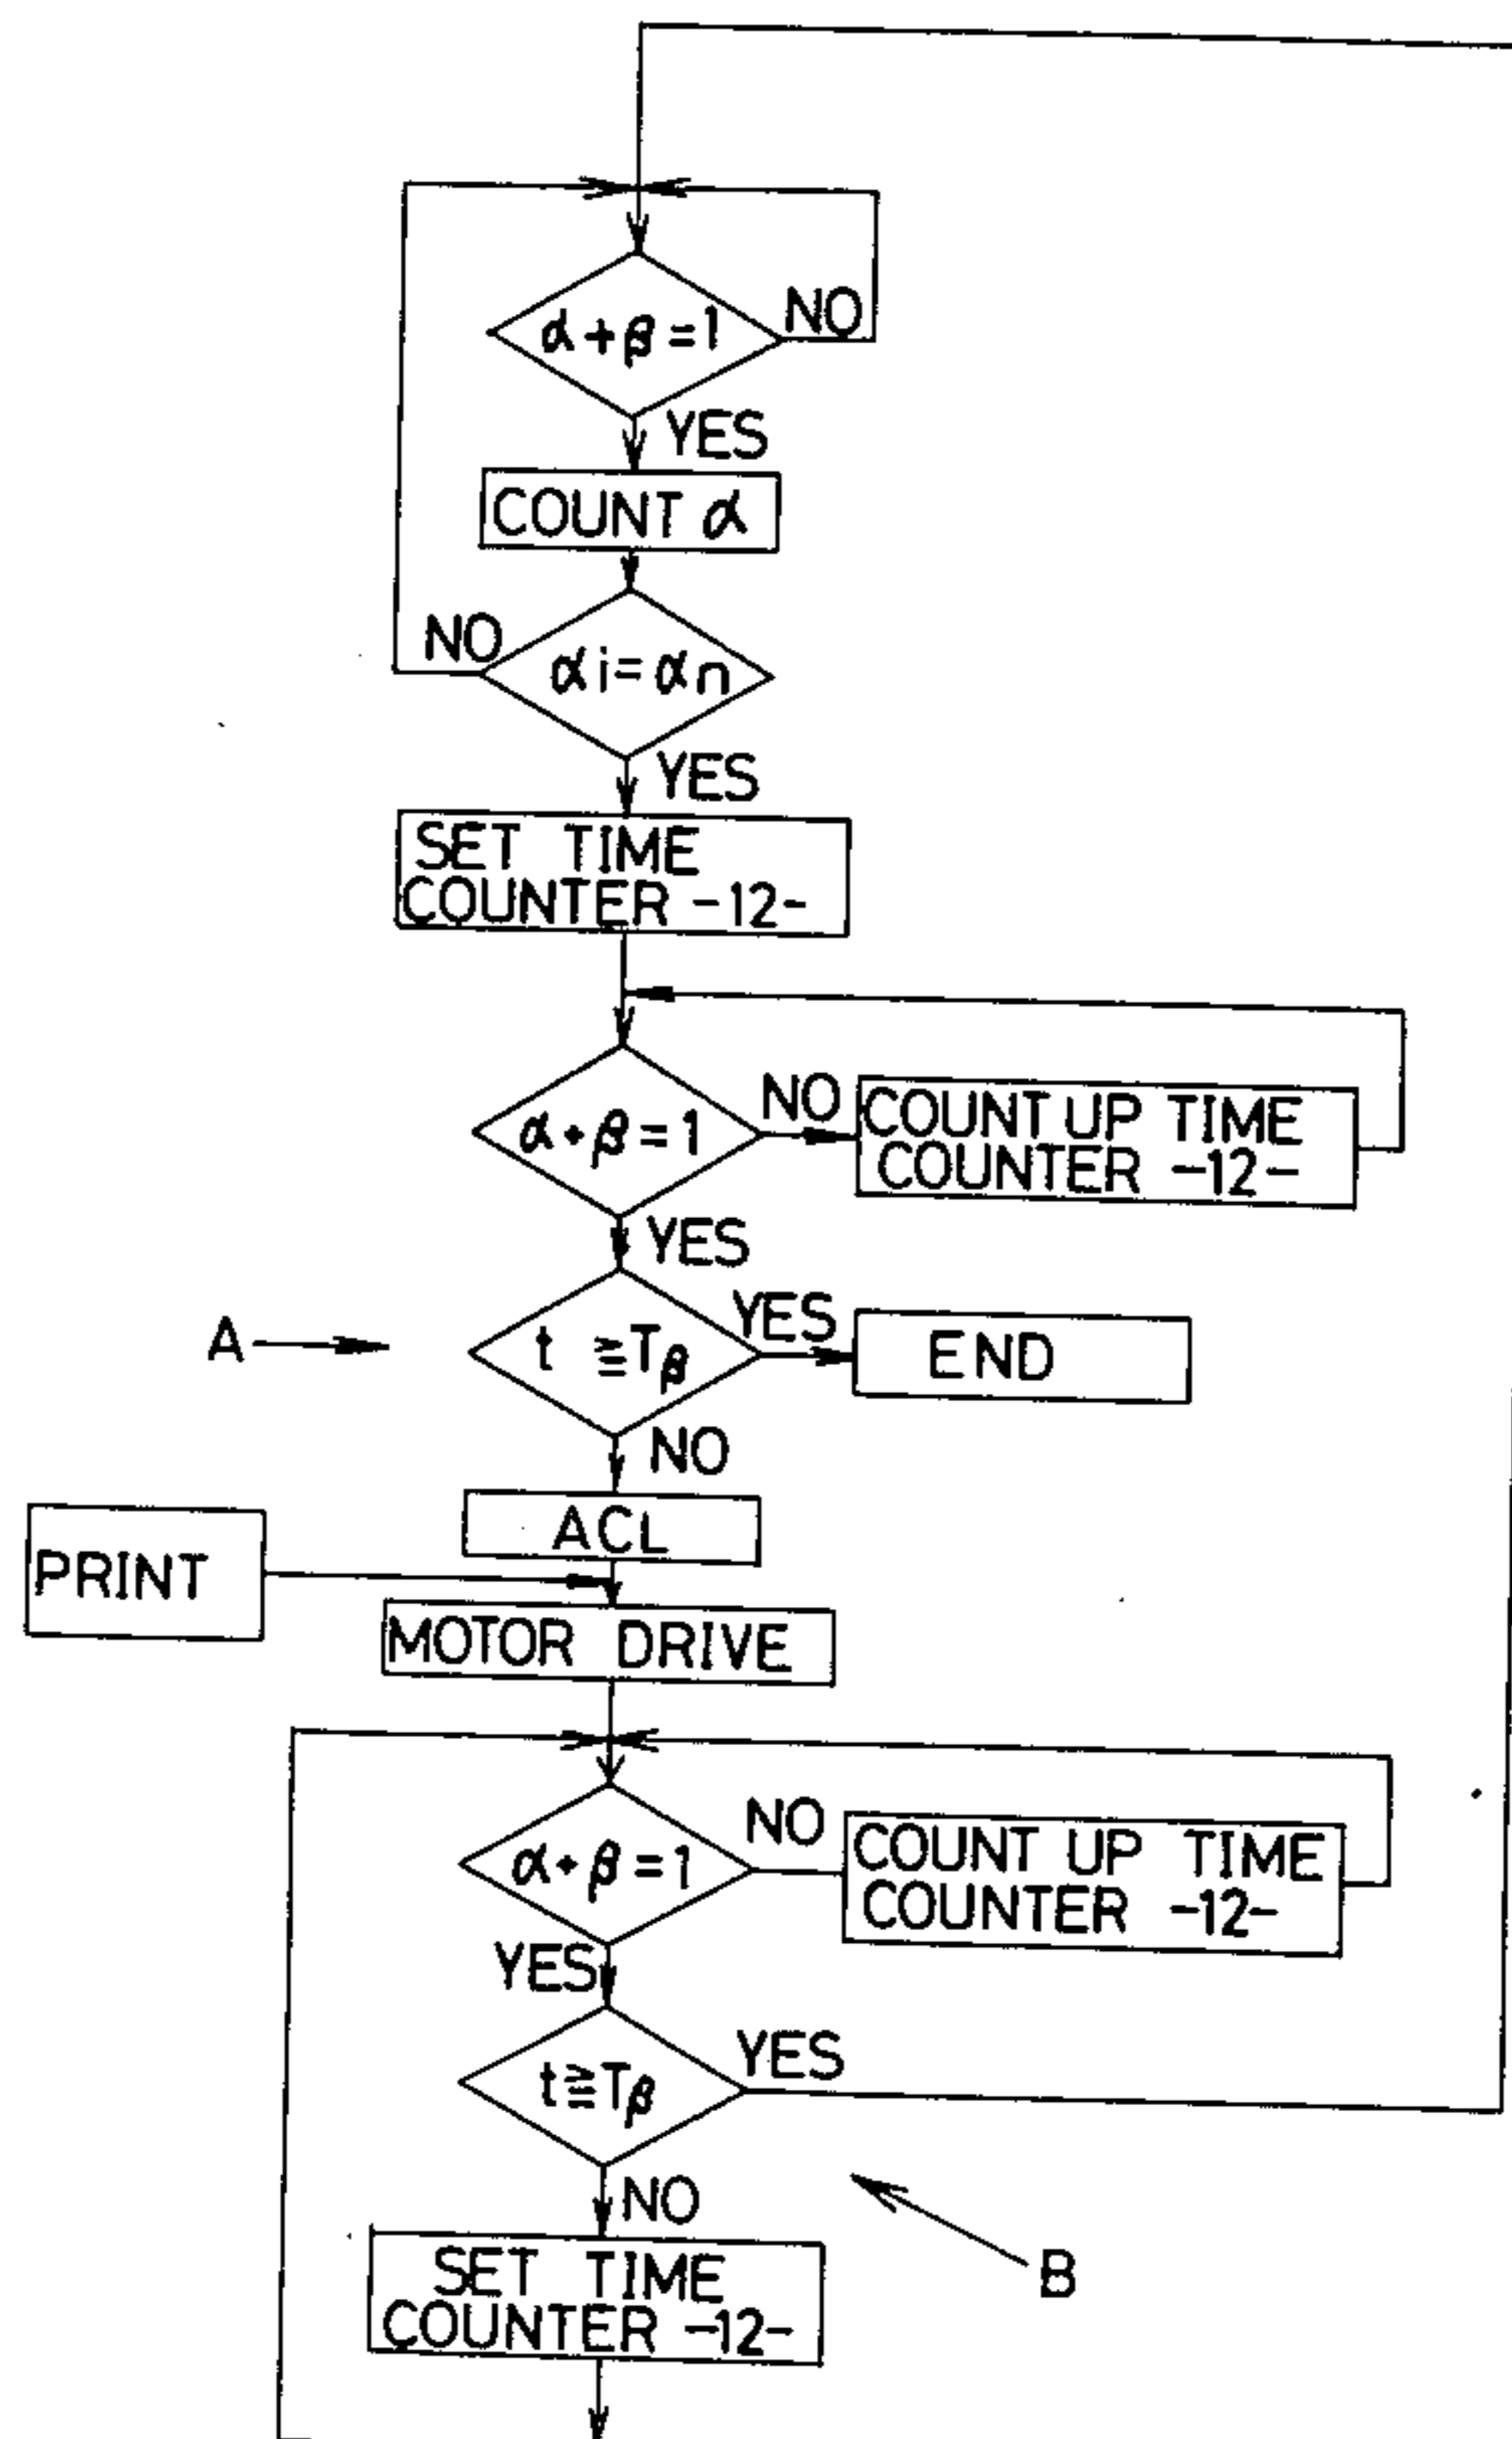 α+β=1
NO
YES
COUNT α
NO
αi=αn
YES
SET TIME
COUNTER -12-
α+β=1
NO
COUNT UP TIME
COUNTER -12-
YES
A
t ≧Tβ
YES
END
NO
ACL
PRINT
MOTOR DRIVE
α+β=1
NO
COUNT UP TIME
COUNTER -12-
YES
t≧Tβ
YES
NO
B
SET TIME
COUNTER -12-